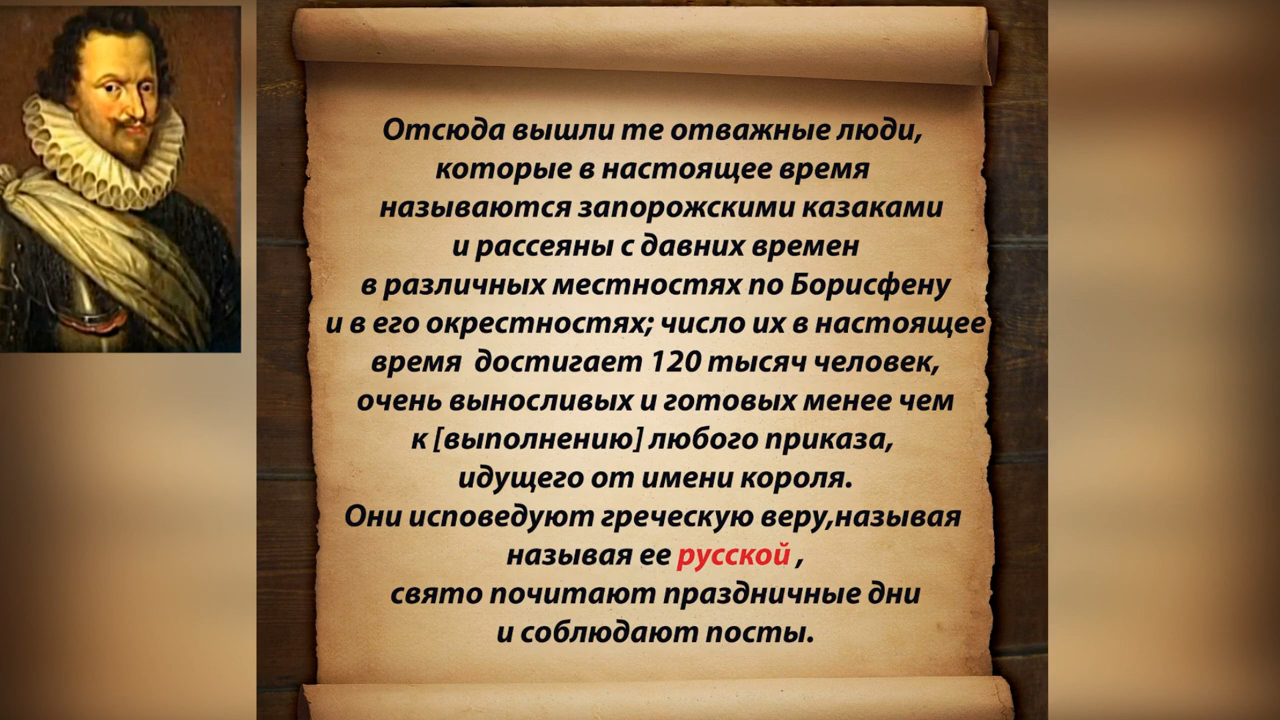 Отсюда вышли те отважные люди,
которые в настоящее время
называются запорожскими казаками
и рассеяны с давних времен
в различных местностях по Борисфену
и в его окрестностях; число их в настоящее
время достигает 120 тысяч человек,
очень выносливых и готовых менее чем
к [выполнению] любого приказа,
идущего от имени короля.
Они исповедуют греческую веру,называя
называя ее русской ,
свято почитают праздничные дни
и соблюдают посты.